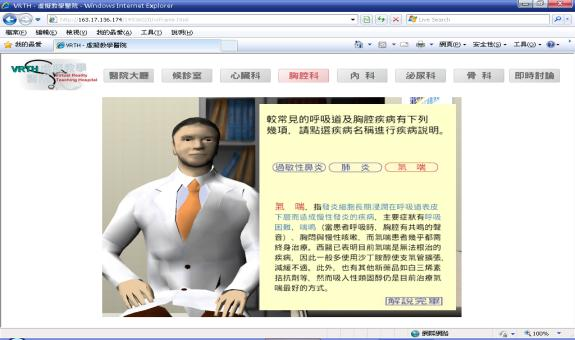 VRTH - 虛擬教學醫院 - Windows Internet Explorer
Live Search
檔案(F) 編輯(E) 檢視(V) 我的最愛(A) 工具(T) 說明(H)
我的最愛 VRTH - 虛擬教學醫院
網頁(P) 安全性(S) 工具(O)
VRTH 虛擬教學醫院
Virtual Reality
Teaching Hospital
醫院大廳 候診室 心臟科 胸腔科 內 科 泌尿科 骨 科 即時討論
較常見的呼吸道及胸腔疾病有下列
幾項，請點選疾病名稱進行疾病說明。
過敏性鼻炎 肺 炎 氣 喘
氣 喘，指發炎細胞長期浸潤在呼吸道表皮
下層而造成慢性發炎的疾病，主要症狀有呼吸
困難、喘鳴（當患者呼吸時，胸腔有共鳴的聲
音）、胸悶與慢性咳嗽，而氣喘患者幾乎都需
終身治療。西醫已表明目前氣喘是無法根治的
疾病，因此一般多使用沙丁胺醇使支氣管擴張，
減緩不適。此外，也有其他新藥品如白三烯素
拮抗劑等，然而吸入性類固醇仍是目前治療氣
喘最好的方式。
解說完畢
網際網路 100%